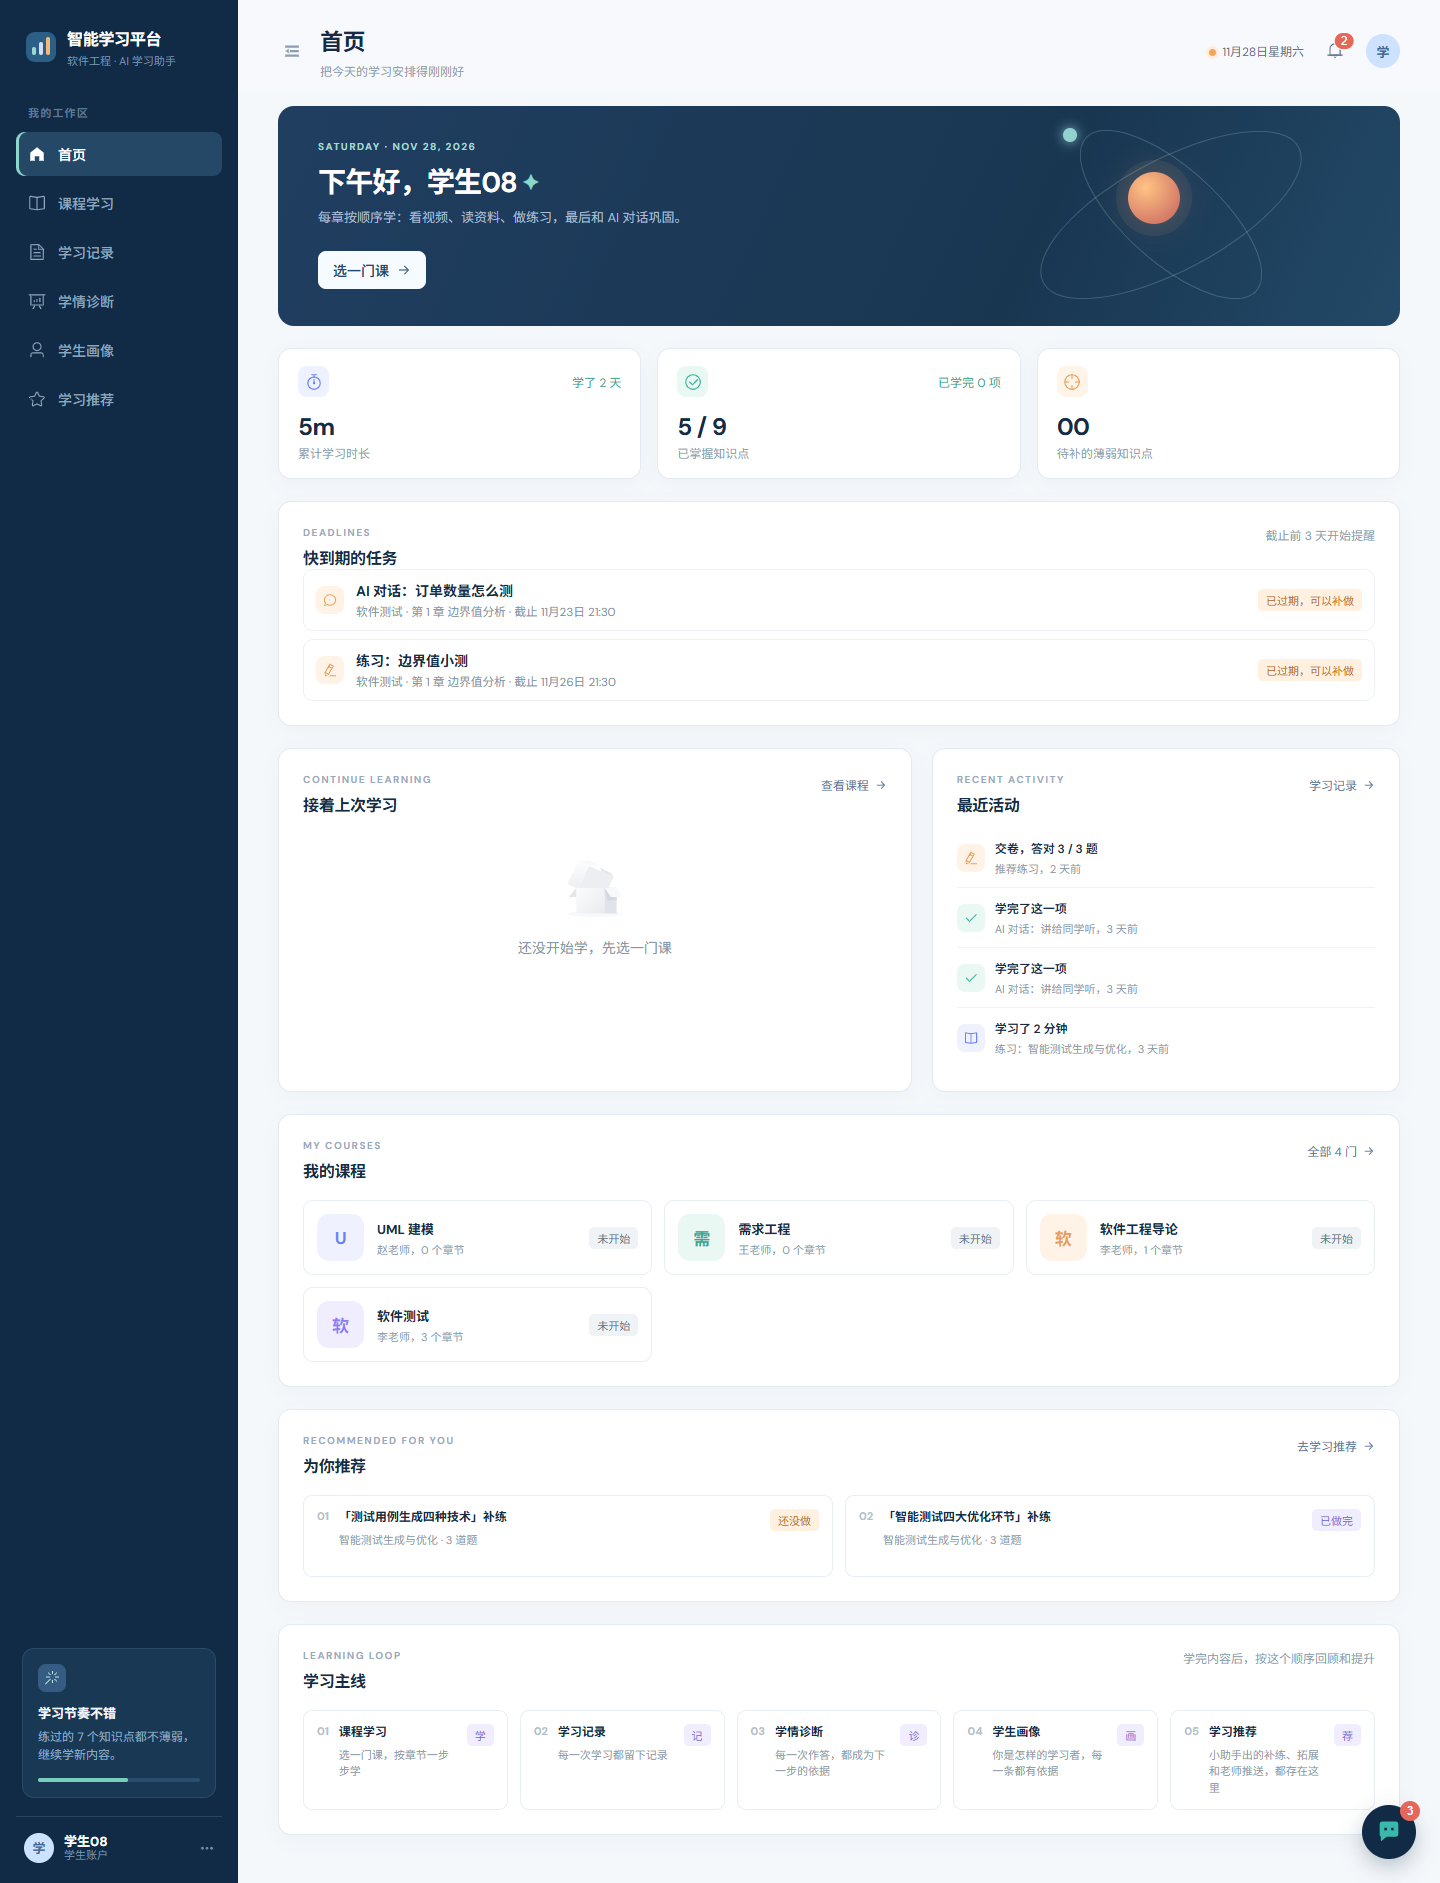 智能学习平台
软件工程 · AI 学习助手
我的工作区
首页
课程学习
学习记录
学情诊断
学生画像
学习推荐
学习节奏不错
练过的 7 个知识点都不薄弱，
继续学新内容。
学
学生08
学生账户
首页
把今天的学习安排得刚刚好
11月28日星期六
2
学
SATURDAY · NOV 28, 2026
下午好，学生08
每章按顺序学：看视频、读资料、做练习，最后和 AI 对话巩固。
选一门课
学了 2 天
5m
累计学习时长
已学完 0 项
5 / 9
已掌握知识点
00
待补的薄弱知识点
DEADLINES
快到期的任务
截止前 3 天开始提醒
AI 对话：订单数量怎么测
软件测试 · 第 1 章 边界值分析 · 截止 11月23日 21:30
已过期，可以补做
练习：边界值小测
软件测试 · 第 1 章 边界值分析 · 截止 11月26日 21:30
已过期，可以补做
CONTINUE LEARNING
接着上次学习
查看课程
还没开始学，先选一门课
RECENT ACTIVITY
最近活动
学习记录
交卷，答对 3 / 3 题
推荐练习，2 天前
学完了这一项
AI 对话：讲给同学听，3 天前
学完了这一项
AI 对话：讲给同学听，3 天前
学习了 2 分钟
练习：智能测试生成与优化，3 天前
MY COURSES
我的课程
全部 4 门
U
UML 建模
赵老师，0 个章节
未开始
需
需求工程
王老师，0 个章节
未开始
软
软件工程导论
李老师，1 个章节
未开始
软
软件测试
李老师，3 个章节
未开始
RECOMMENDED FOR YOU
为你推荐
去学习推荐
01
「测试用例生成四种技术」补练
智能测试生成与优化 · 3 道题
还没做
02
「智能测试四大优化环节」补练
智能测试生成与优化 · 3 道题
已做完
LEARNING LOOP
学习主线
学完内容后，按这个顺序回顾和提升
01
课程学习
选一门课，按章节一步
步学
学
02
学习记录
每一次学习都留下记录
记
03
学情诊断
每一次作答，都成为下
一步的依据
诊
04
学生画像
你是怎样的学习者，每
一条都有依据
画
05
学习推荐
小助手出的补练、拓展
和老师推送，都存在这
里
荐
3